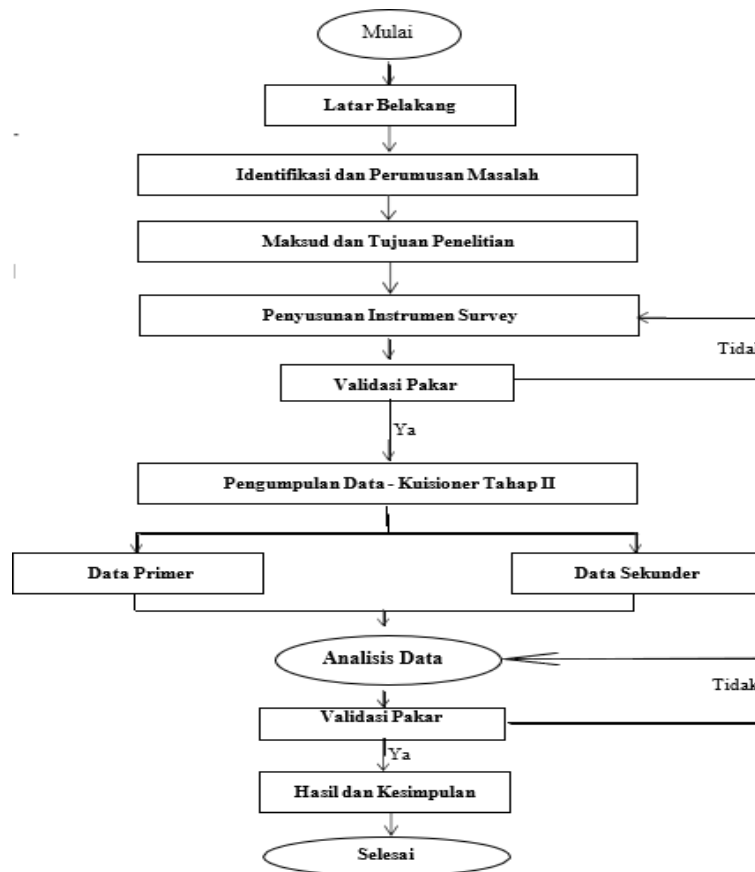 Mulai
Latar Belakang
Identifikasi dan Perumusan Masalah
Maksud dan Tujuan Penelitian
Penyusunan Instrumen Survey
Tidak
Validasi Pakar
Ya
Pengumpulan Data - Kuisioner Tahap II
Data Primer
Data Sekunder
Analisis Data
Tidak
Validasi Pakar
Ya
Hasil dan Kesimpulan
Selesai